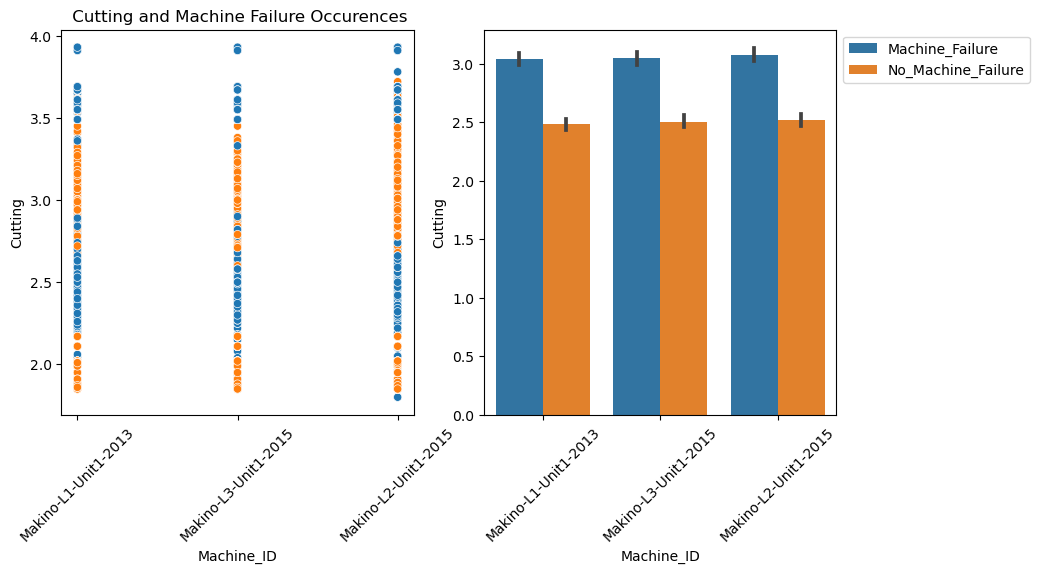 Cutting and Machine Failure Occurences
Cutting
4.0
3.5
3.0
2.5
2.0
Makino-L1-Unit1-2013
Makino-L3-Unit1-2015
Makino-L2-Unit1-2015
Machine_ID
Cutting
3.0
2.5
2.0
1.5
1.0
0.5
0.0
Makino-L1-Unit1-2013
Makino-L3-Unit1-2015
Makino-L2-Unit1-2015
Machine_ID
Machine_Failure
No_Machine_Failure